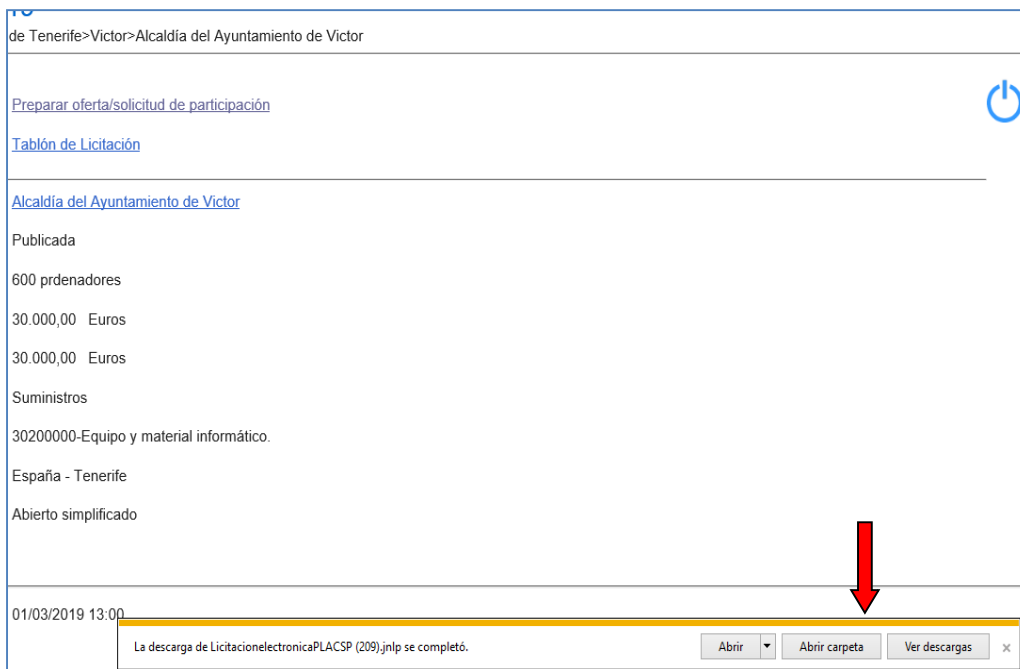 de Tenerife>Victor>Alcaldía del Ayuntamiento de Victor
Preparar oferta/solicitud de participación
Tablón de Licitación
Alcaldía del Ayuntamiento de Victor
Publicada
600 prdenadores
30.000,00 Euros
30.000,00 Euros
Suministros
30200000-Equipo y material informático.
España - Tenerife
Abierto simplificado
01/03/2019 13:00
La descarga de LicitacionelectronicaPLACSP (209).jnlp se completó. Abrir Abrir carpeta Ver descargas ×